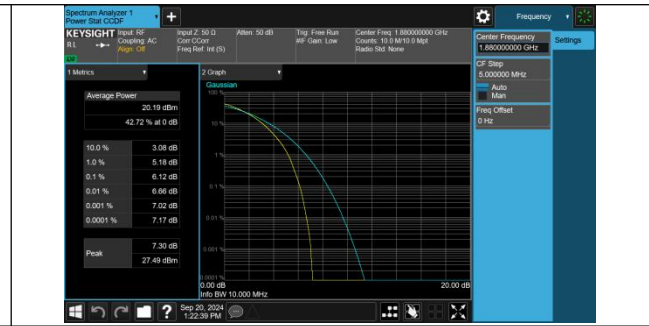 Spectrum Analyzer 1
Power Stat CCDF
+
Frequency
KEYSIGHT
RL
Input: RF
Coupling: AC
Align: Off
Input Z: 50 Ω
Corr CCorr
Freq Ref: Int (S)
Atten: 50 dB
Trig: Free Run
#IF Gain: Low
Center Freq: 1.880000000 GHz
Counts: 10.0 M/10.0 Mpt
Radio Std: None
Center Frequency
1.880000000 GHz
Settings
CF Step
5.000000 MHz
Auto
Man
Freq Offset
0 Hz
1 Metrics
2 Graph
Gaussian
Average Power
20.19 dBm
42.72 % at 0 dB
10.0 % 3.08 dB
1.0 % 5.18 dB
0.1 % 6.12 dB
0.01 % 6.66 dB
0.001 % 7.02 dB
0.0001 % 7.17 dB
Peak
7.30 dB
27.49 dBm
100 %
10 %
1 %
0.1 %
0.01 %
0.001 %
0.0001 %
0.00 dB 20.00 dB
Info BW 10.000 MHz
?
Sep 20, 2024
1:22:39 PM